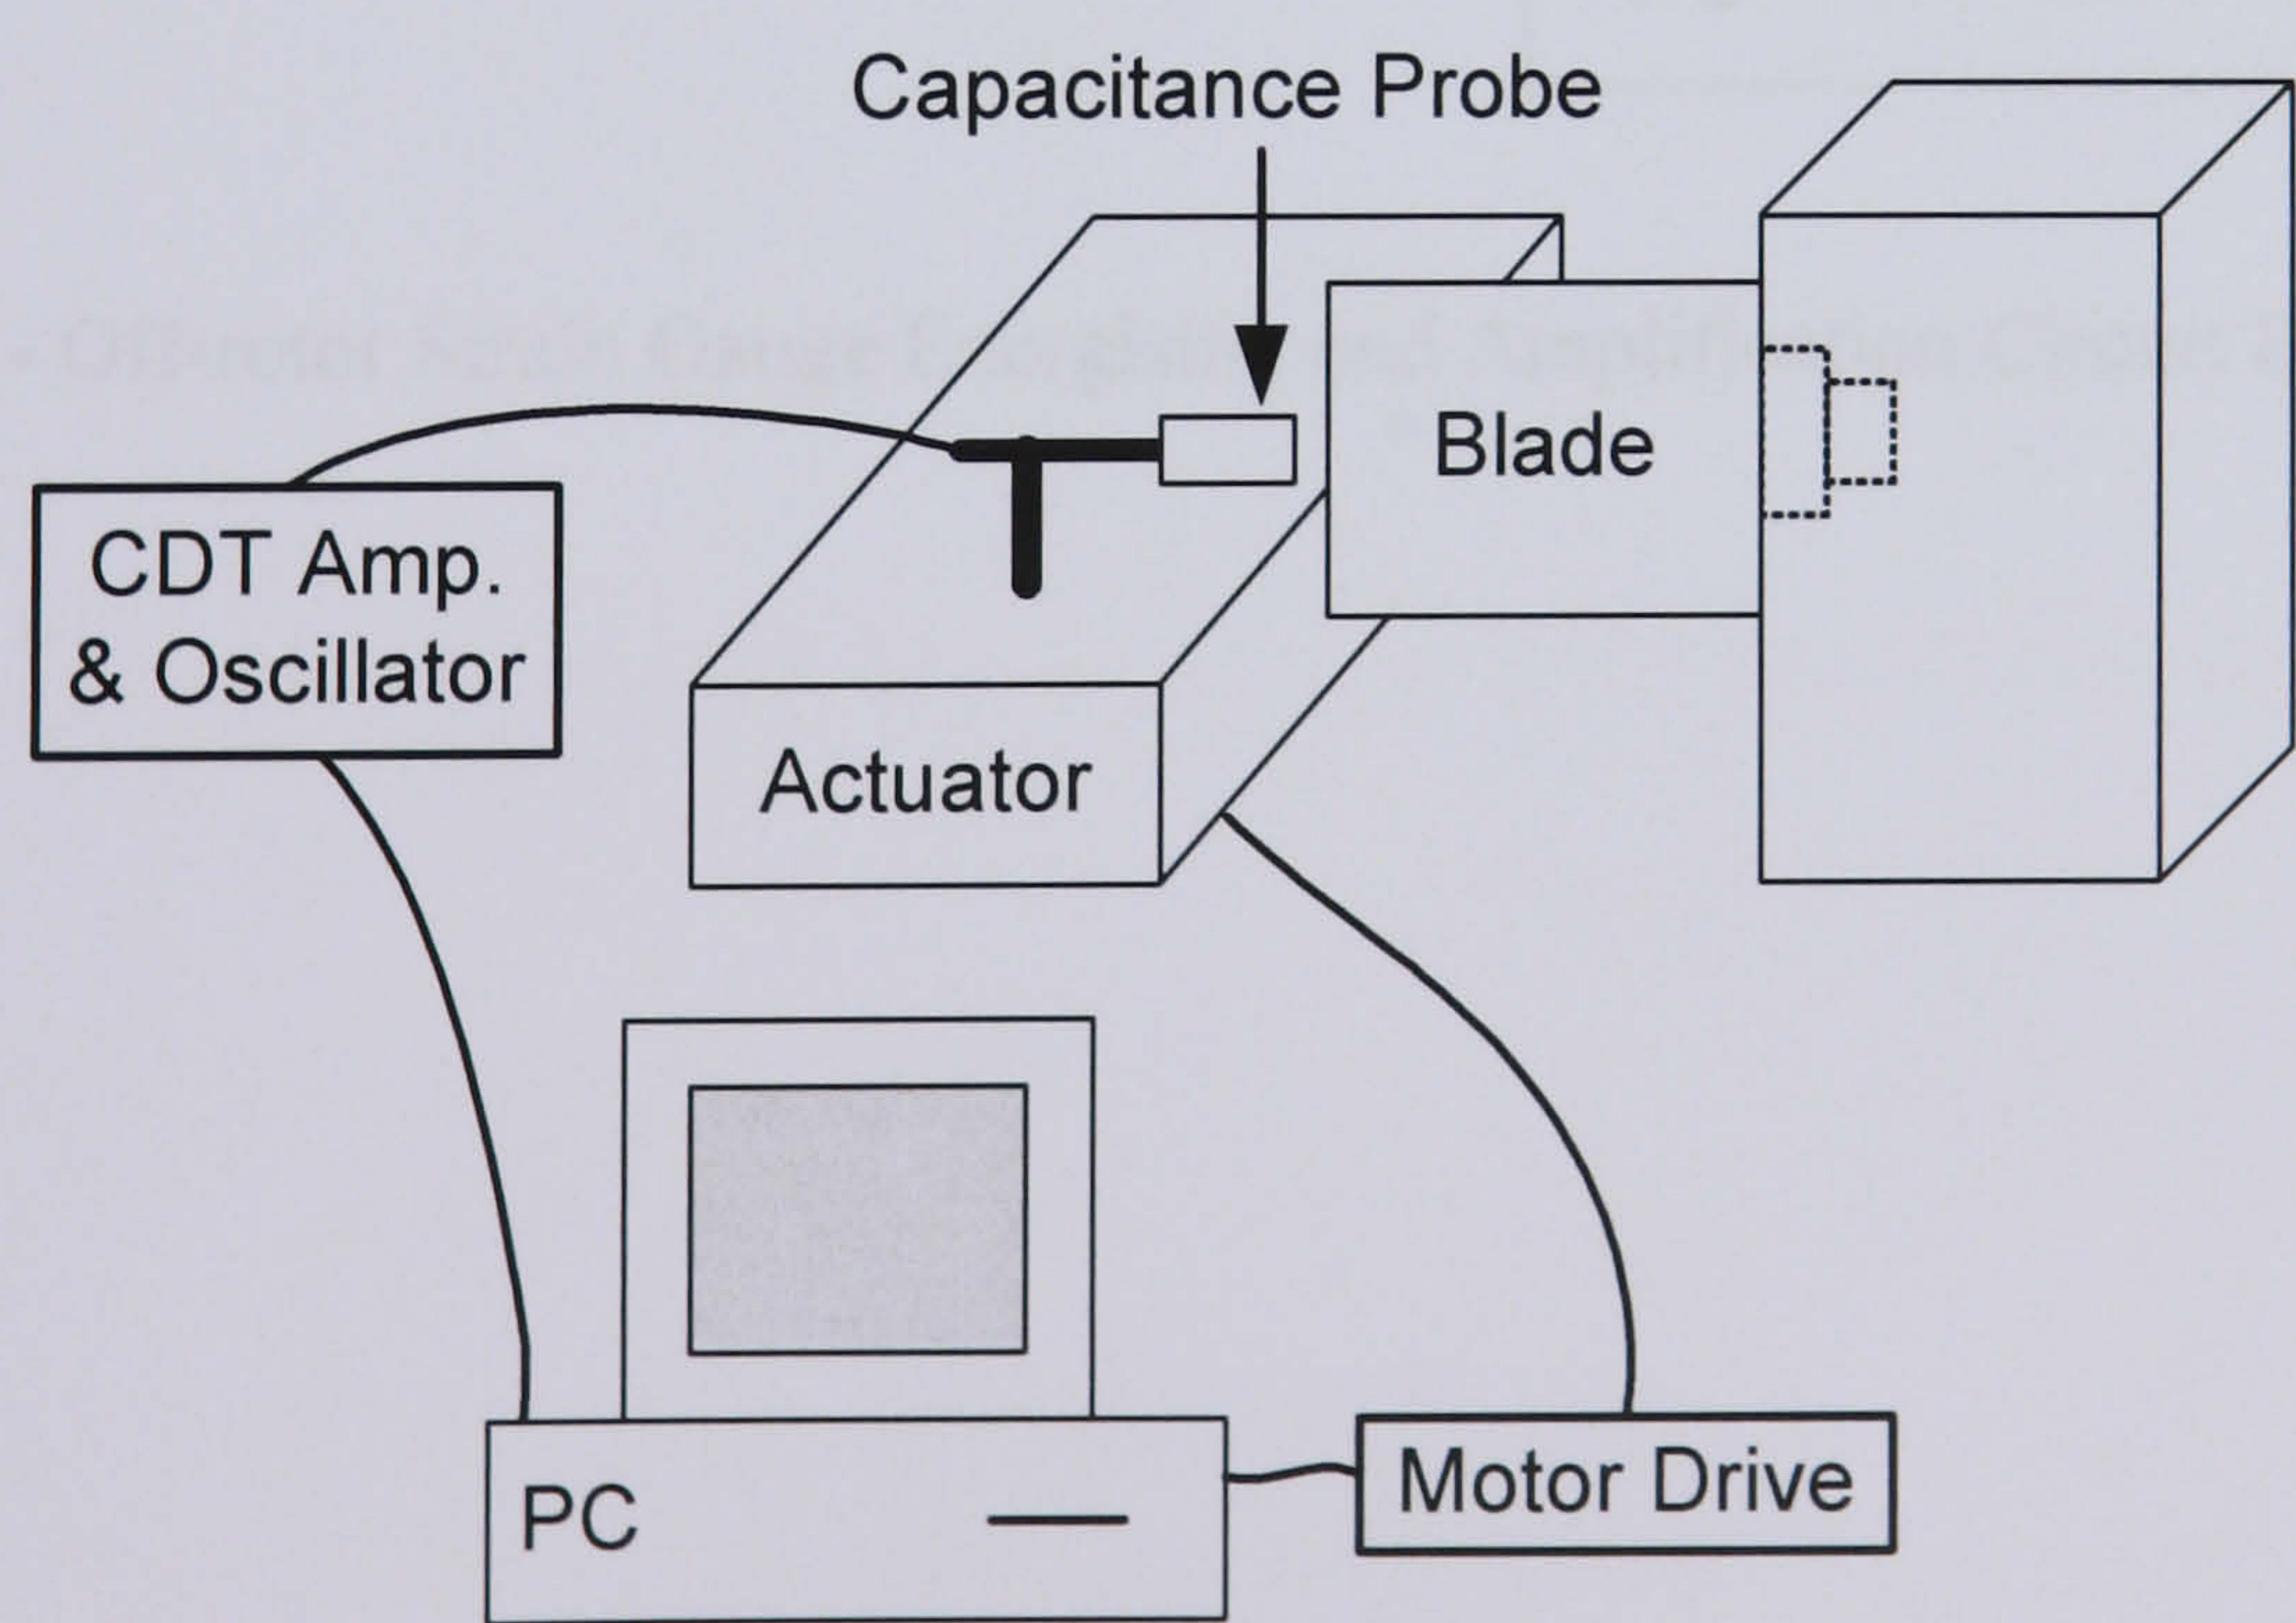 Capacitance Probe
Blade
CDT Amp.
& Oscillator
Actuator
PC
Motor Drive